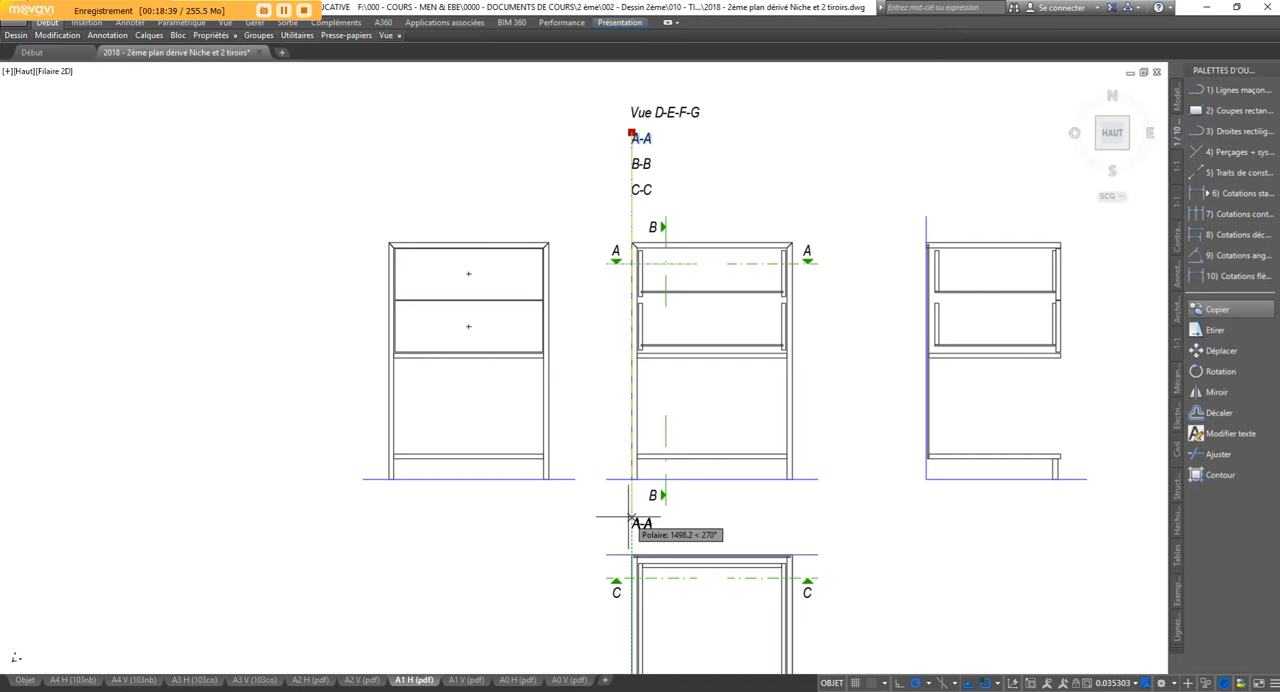 movavi Enregistrement [00:18:39 / 255.5 Mo] UCATIVE F:\000 - COURS - MEN & EBE\0000 - DOCUMENTS DE COURS\2 ème\002 - Dessin 2ème\010 - TI...\2018 - 2ème plan dérivé Niche et 2 tiroirs.dwg Entrez mot-clé ou expression Se connecter
Début Insertion Annoter Paramétrique Vue Gérer Sortie Compléments A360 Applications associées BIM 360 Performance Présentation
Dessin Modification Annotation Calques Bloc Propriétés Groupes Utilitaires Presse-papiers Vue
Début 2018 - 2ème plan dérivé Niche et 2 tiroirs*
[+][Haut][Filaire 2D]
PALETTES D'OU...
1) Lignes maçon...
2) Coupes rectan...
3) Droites rectilig...
4) Perçages + sys...
5) Traits de const...
6) Cotations sta...
7) Cotations cont...
8) Cotations déc...
9) Cotations ang...
10) Cotations flè...
Copier
Etirer
Déplacer
Rotation
Miroir
Décaler
Modifier texte
Ajuster
Contour
N
O HAUT E
S
SCG
Vue D-E-F-G
A-A
B-B
C-C
B
A A
B
A-A
Polaire: 1498.2 < 270°
C C
Objet A4 H (103nb) A4 V (103nb) A3 H (103co) A3 V (103co) A2 H (pdf) A2 V (pdf) A1 H (pdf) A1 V (pdf) A0 H (pdf) A0 V (pdf) +
OBJET 0.035303